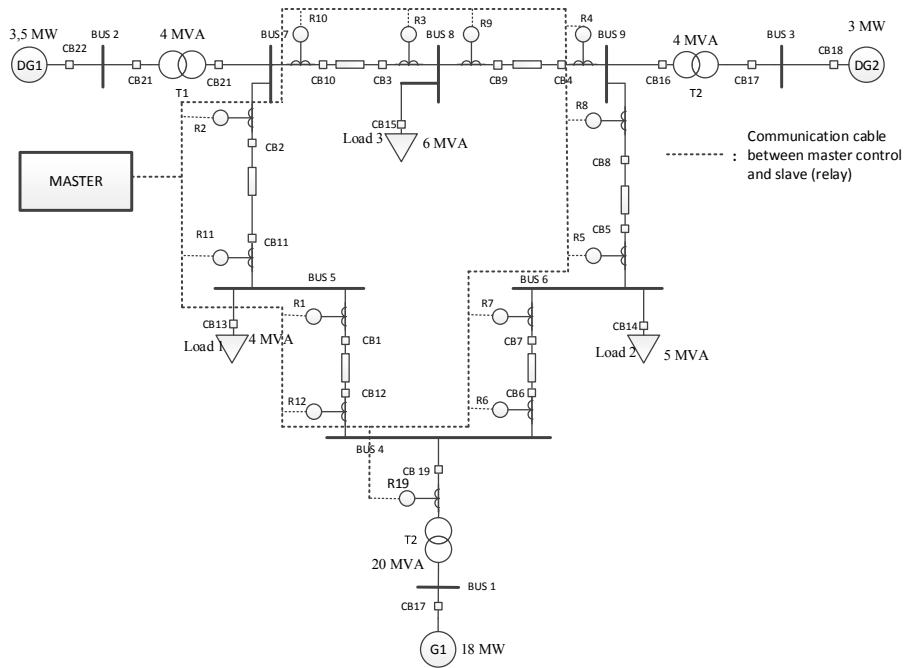 R10
R3
R9
R4
3,5 MW
BUS 2
4 MVA
BUS 7
BUS 8
BUS 9
4 MVA
BUS 3
3 MW
CB22
CB18
DG1
DG2
CB21
CB21
CB10
CB3
CB9
CB4
CB16
CB17
T1
T2
R2
CB15
Load 3
6 MVA
R8
Communication cable
: between master control
and slave (relay)
CB2
CB8
MASTER
R11
CB11
R5
CB5
BUS 5
BUS 6
R1
R7
CB13
Load 1
4 MVA
CB1
CB7
CB14
Load 2
5 MVA
R12
CB12
R6
CB6
BUS 4
CB 19
R19
T2
20 MVA
BUS 1
CB17
G1
18 MW